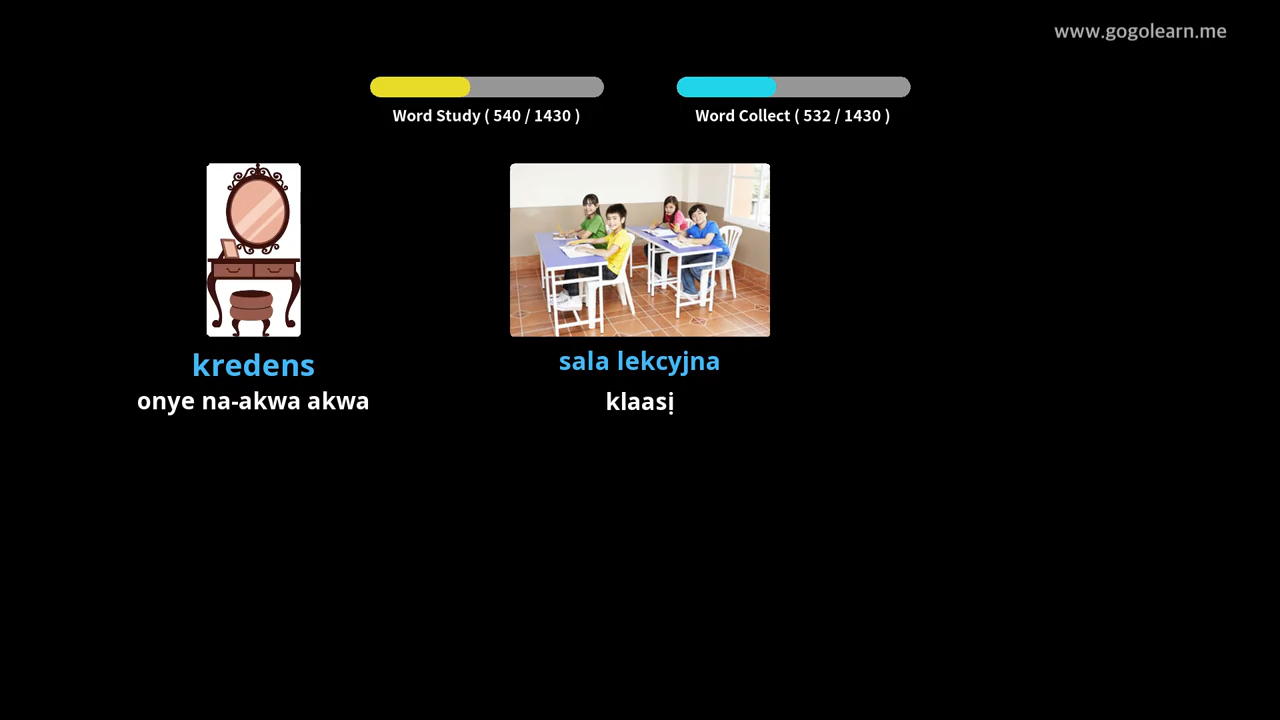 www.gogolearn.me
Word Study ( 540 / 1430 )
Word Collect ( 532 / 1430 )
kredens
onye na-akwa akwa
sala lekcyjna
klaasị